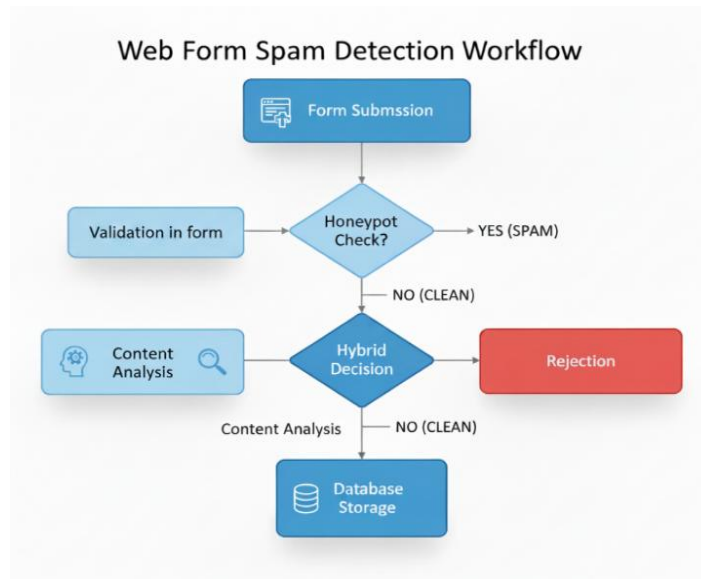 Web Form Spam Detection Workflow
Form Submssion
Honeypot
Check?
Validation in form
YES (SPAM)
NO (CLEAN)
Content
Analysis
Hybrid
Decision
Rejection
Content Analysis
NO (CLEAN)
Database
Storage